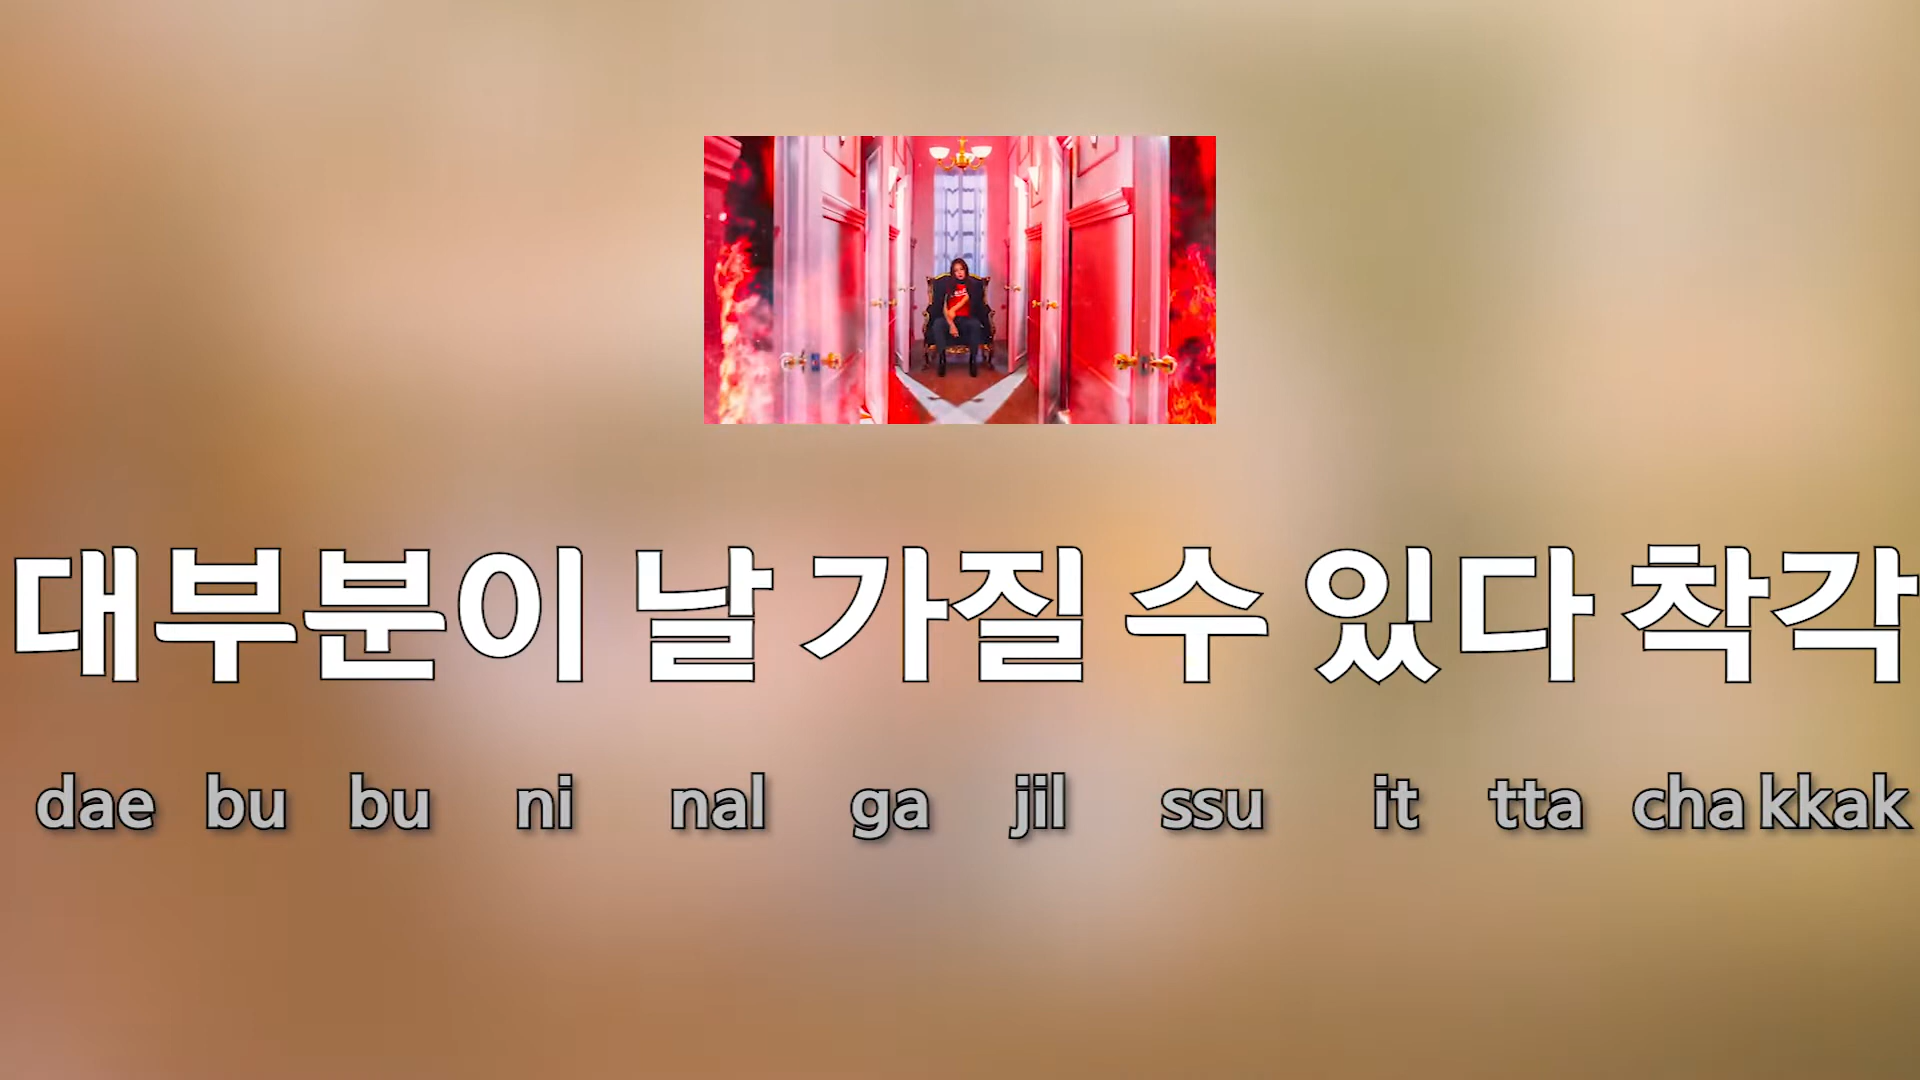 대부분이 날 가질 수 있다 착각
dae bu bu ni nal ga jil ssu it tta cha kkak